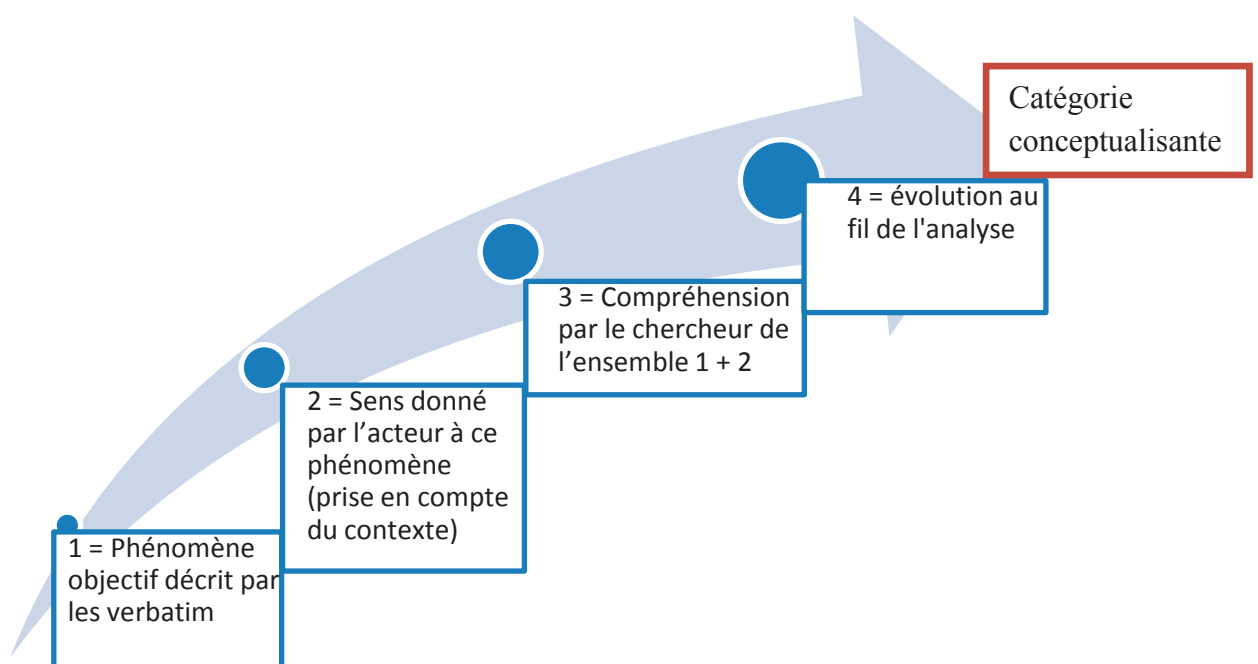 1 = Phénomène
objectif décrit par
les verbatim
2 = Sens donné
par l’acteur à ce
phénomène
(prise en compte
du contexte)
3 = Compréhension
par le chercheur de
l’ensemble 1 + 2
4 = évolution au
fil de l'analyse
Catégorie
conceptualisante